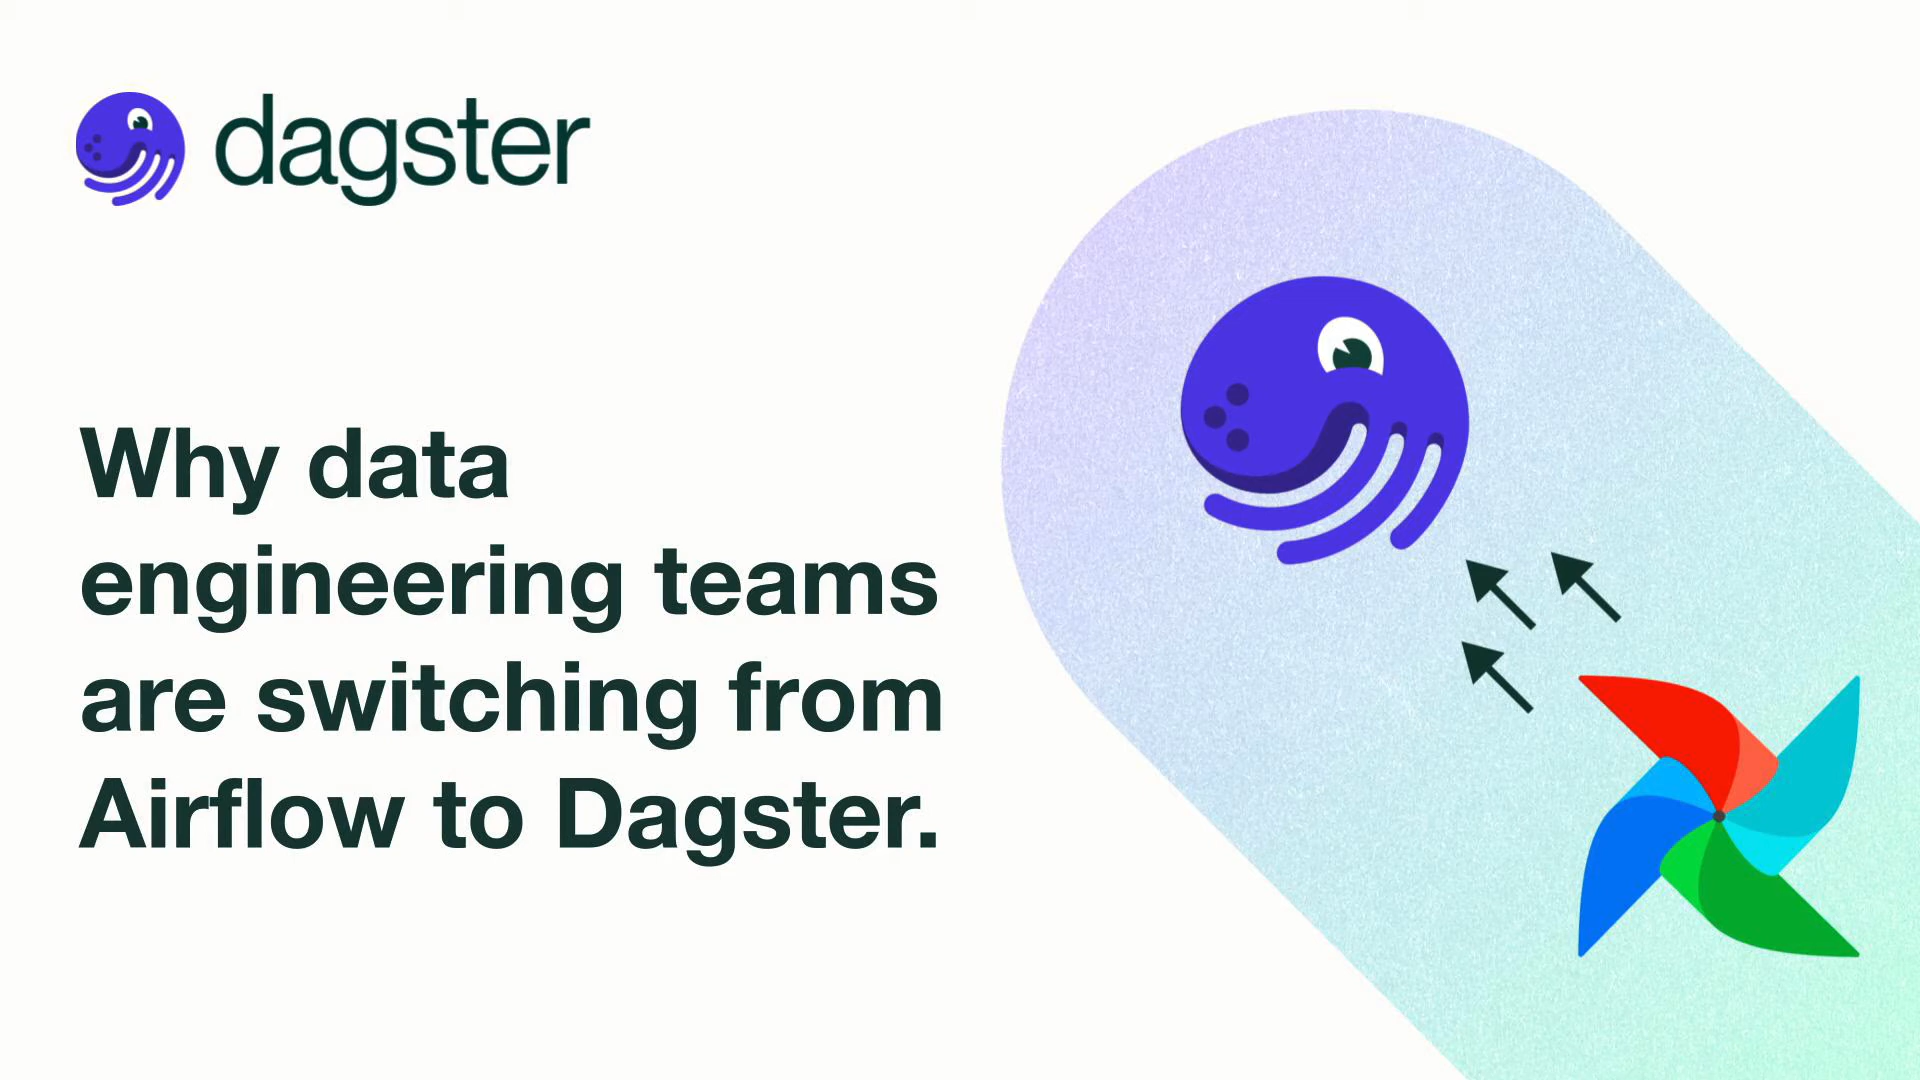 dagster
Why data
engineering teams
are switching from
Airflow to Dagster.